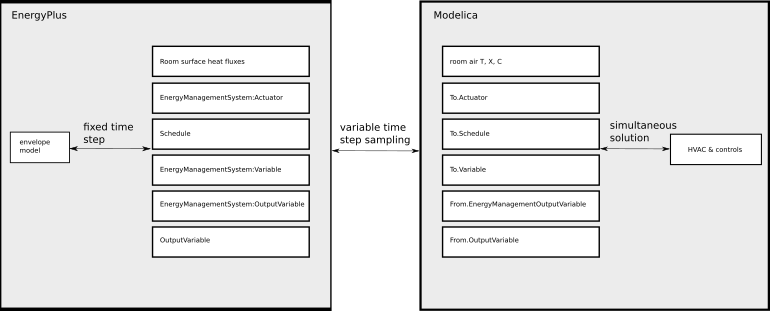 EnergyPlus
Room surface heat fluxes
EnergyManagementSystem:Actuator
Schedule
EnergyManagementSystem:Variable
EnergyManagementSystem:OutputVariable
OutputVariable
envelope
model
fixed time
step
variable time
step sampling
Modelica
room air T, X, C
To.Actuator
To.Schedule
To.Variable
From.EnergyManagementOutputVariable
From.OutputVariable
simultaneous
solution
HVAC & controls